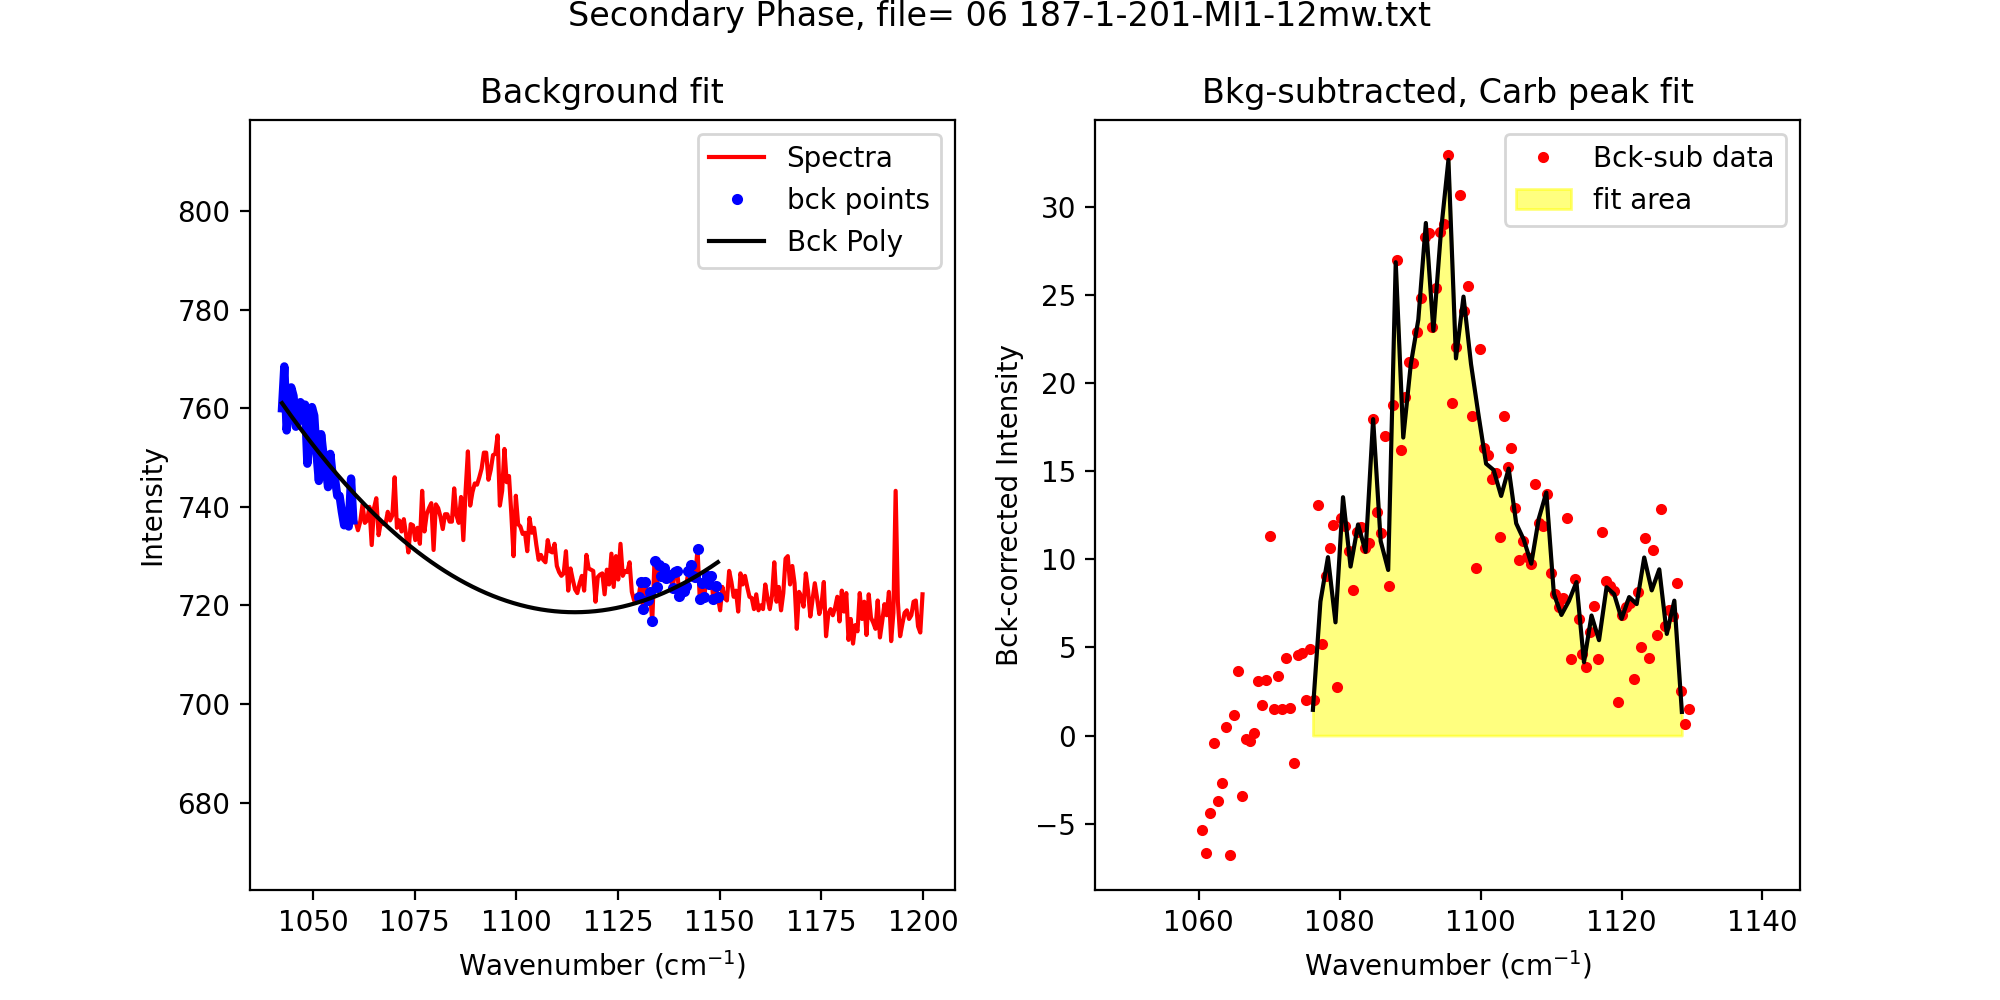 Secondary Phase, file= 06 187-1-201-MI1-12mw.txt
Background fit
Spectra
bck points
Bck Poly
Intensity
800
780
760
740
720
700
680
1050 1075 1100 1125 1150 1175 1200
Wavenumber (cm⁻¹)
Bkg-subtracted, Carb peak fit
Bck-sub data
fit area
Bck-corrected Intensity
30
25
20
15
10
5
0
−5
1060 1080 1100 1120 1140
Wavenumber (cm⁻¹)